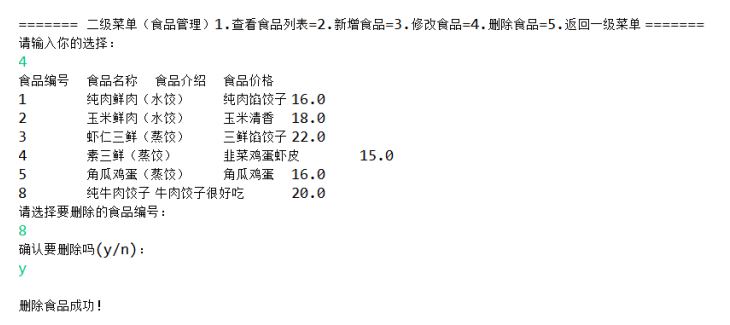 ======= 二级菜单（食品管理）1.查看食品列表=2.新增食品=3.修改食品=4.删除食品=5.返回一级菜单 =======
请输入你的选择：
4
食品编号 食品名称 食品介绍 食品价格
1 纯肉鲜肉（水饺） 纯肉馅饺子 16.0
2 玉米鲜肉（水饺） 玉米清香 18.0
3 虾仁三鲜（蒸饺） 三鲜馅饺子 22.0
4 素三鲜（蒸饺） 韭菜鸡蛋虾皮 15.0
5 角瓜鸡蛋（蒸饺） 角瓜鸡蛋 16.0
8 纯牛肉饺子 牛肉饺子很好吃 20.0
请选择要删除的食品编号：
8
确认要删除吗(y/n)：
y
删除食品成功!